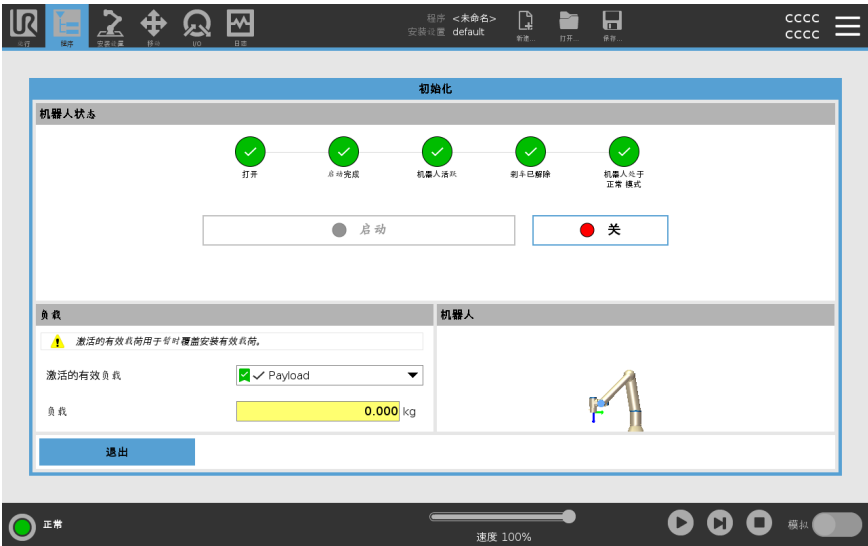 程序 <未命名>
安装设置 default
CCCC
CCCC
运行
程序
安装设置
移动
I/O
日志
新建...
打开...
保存...
初始化
机器人状态
打开
启动完成
机器人活跃
刹车已解除
机器人处于
正常 模式
启动
关
负载
机器人
激活的有效载荷用于暂时覆盖安装有效载荷。
激活的有效负载
Payload
负载
0.000 kg
退出
正常
速度 100%
模拟